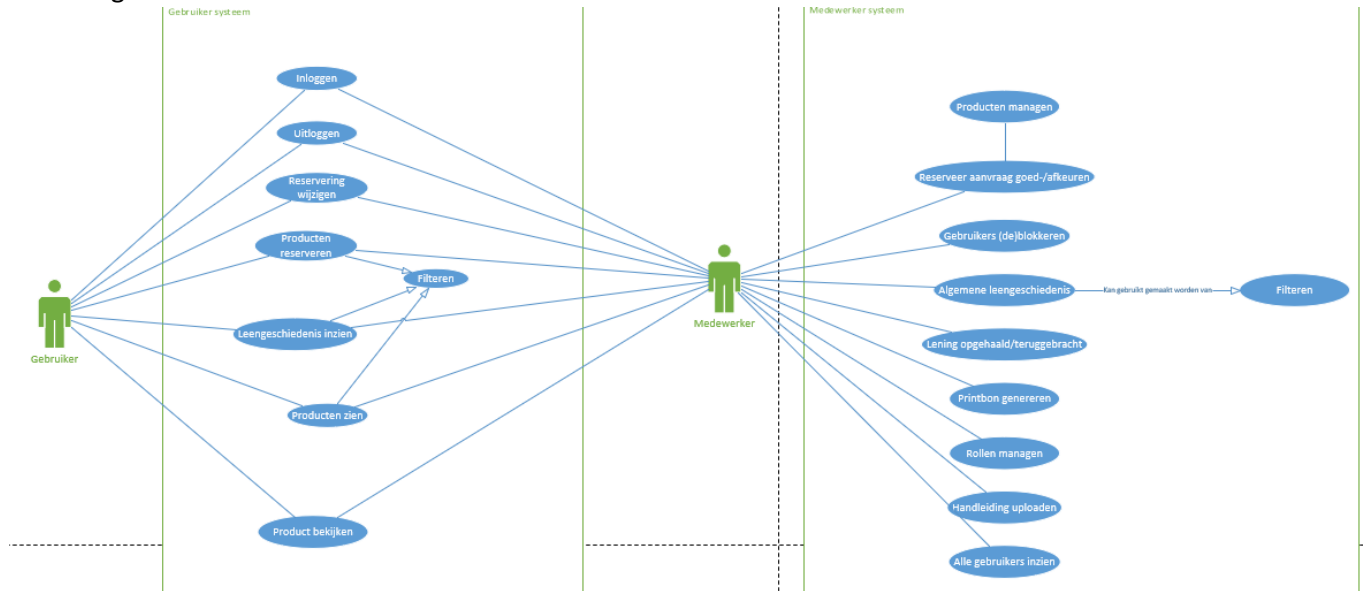 Gebruiker systeem
Medewerker systeem
Inloggen
Uitloggen
Reservering
wijzigen
Producten
reserveren
Filteren
Leengeschiedenis inzien
Producten zien
Product bekijken
Gebruiker
Medewerker
Producten managen
Reserveer aanvraag goed-/afkeuren
Gebruikers (de)blokkeren
Algemene leengeschiedenis
Kan gebruikt gemaakt worden van
Filteren
Lening opgehaald/teruggebracht
Printbon genereren
Rollen managen
Handleiding uploaden
Alle gebruikers inzien